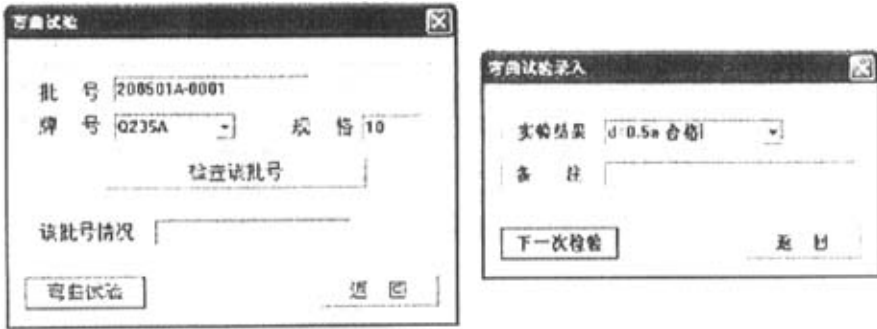 弯曲试验
批 号 200501A-0001
牌 号 Q235A 规 格 10
检查该批号
该批号情况
弯曲试验 返 回
弯曲试验录入
实验结果 d=0.5a 合格
备 注
下一次检验 返 回